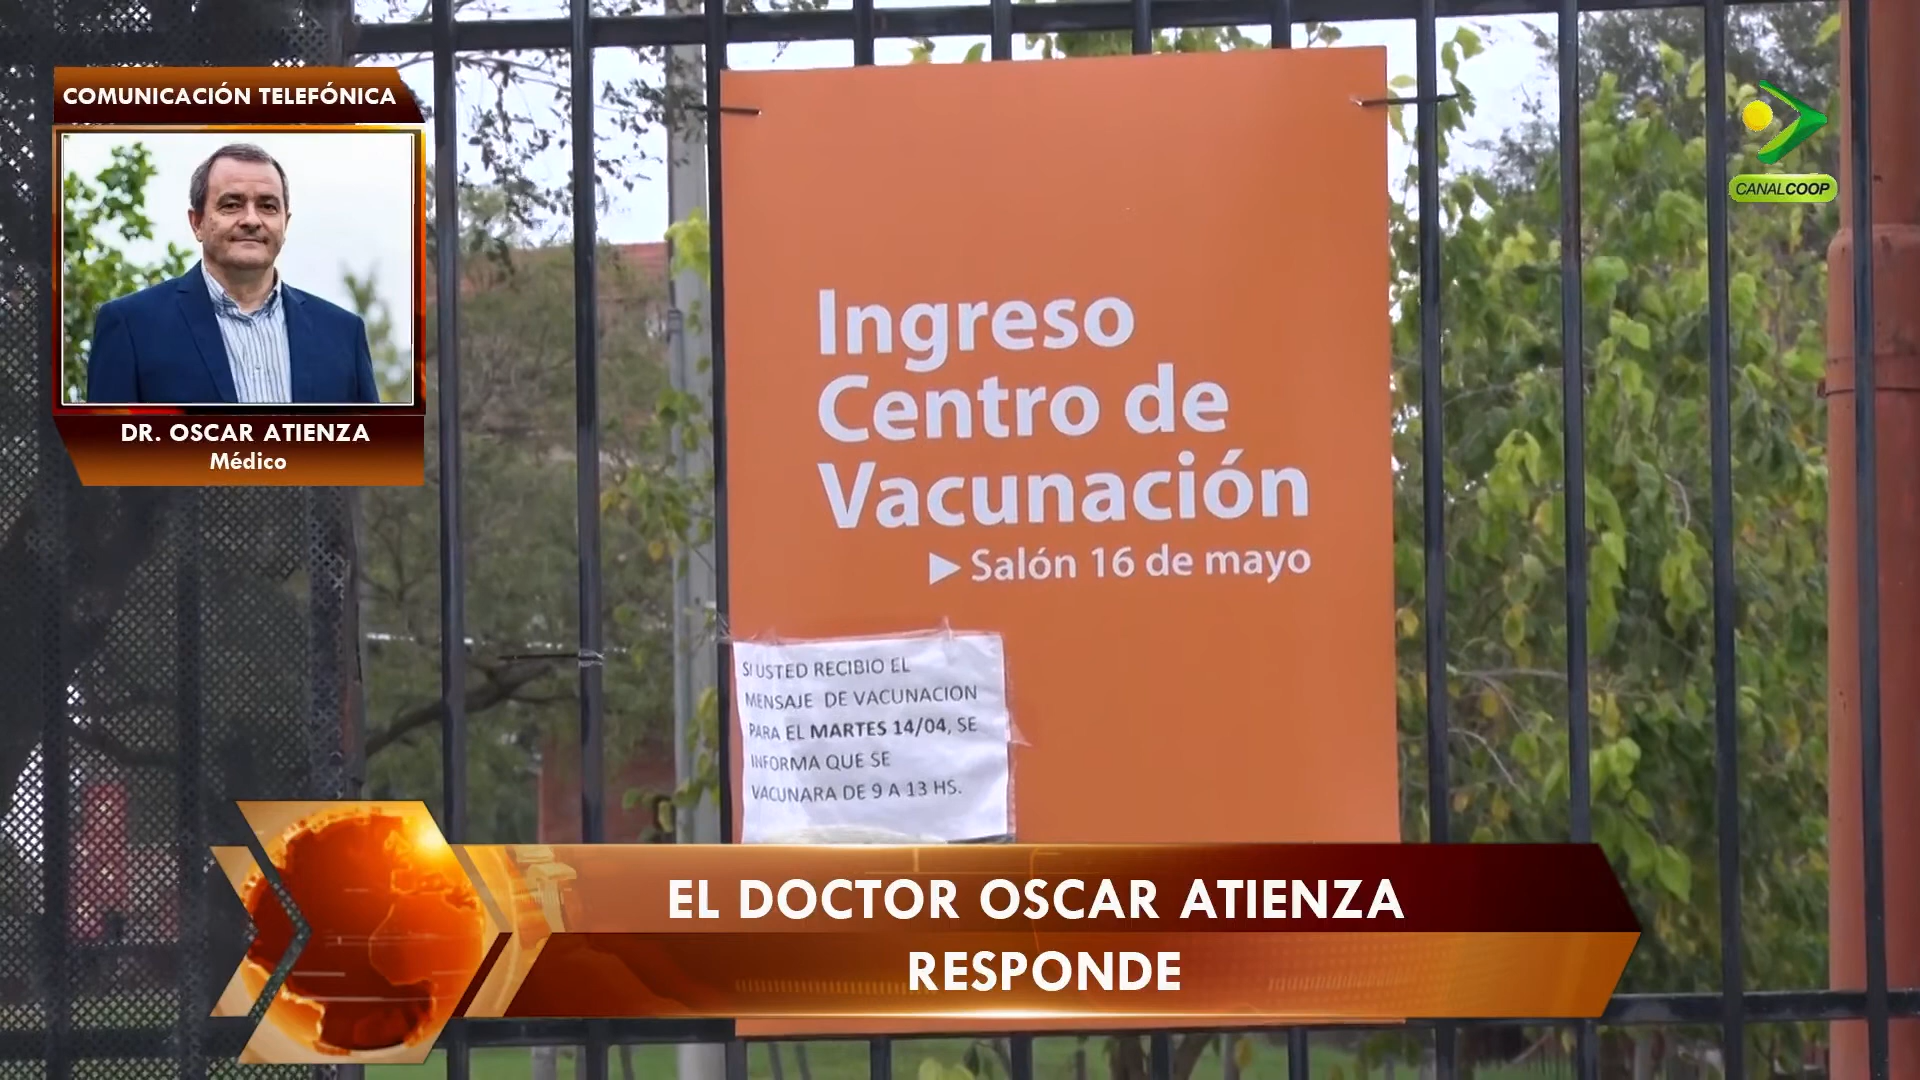 COMUNICACIÓN TELEFÓNICA
DR. OSCAR ATIENZA
Médico
CANALCOOP
Ingreso
Centro de
Vacunación
Salón 16 de mayo
SI USTED RECIBIO EL
MENSAJE DE VACUNACION
PARA EL MARTES 14/04, SE
INFORMA QUE SE
VACUNARA DE 9 A 13 HS.
EL DOCTOR OSCAR ATIENZA
RESPONDE